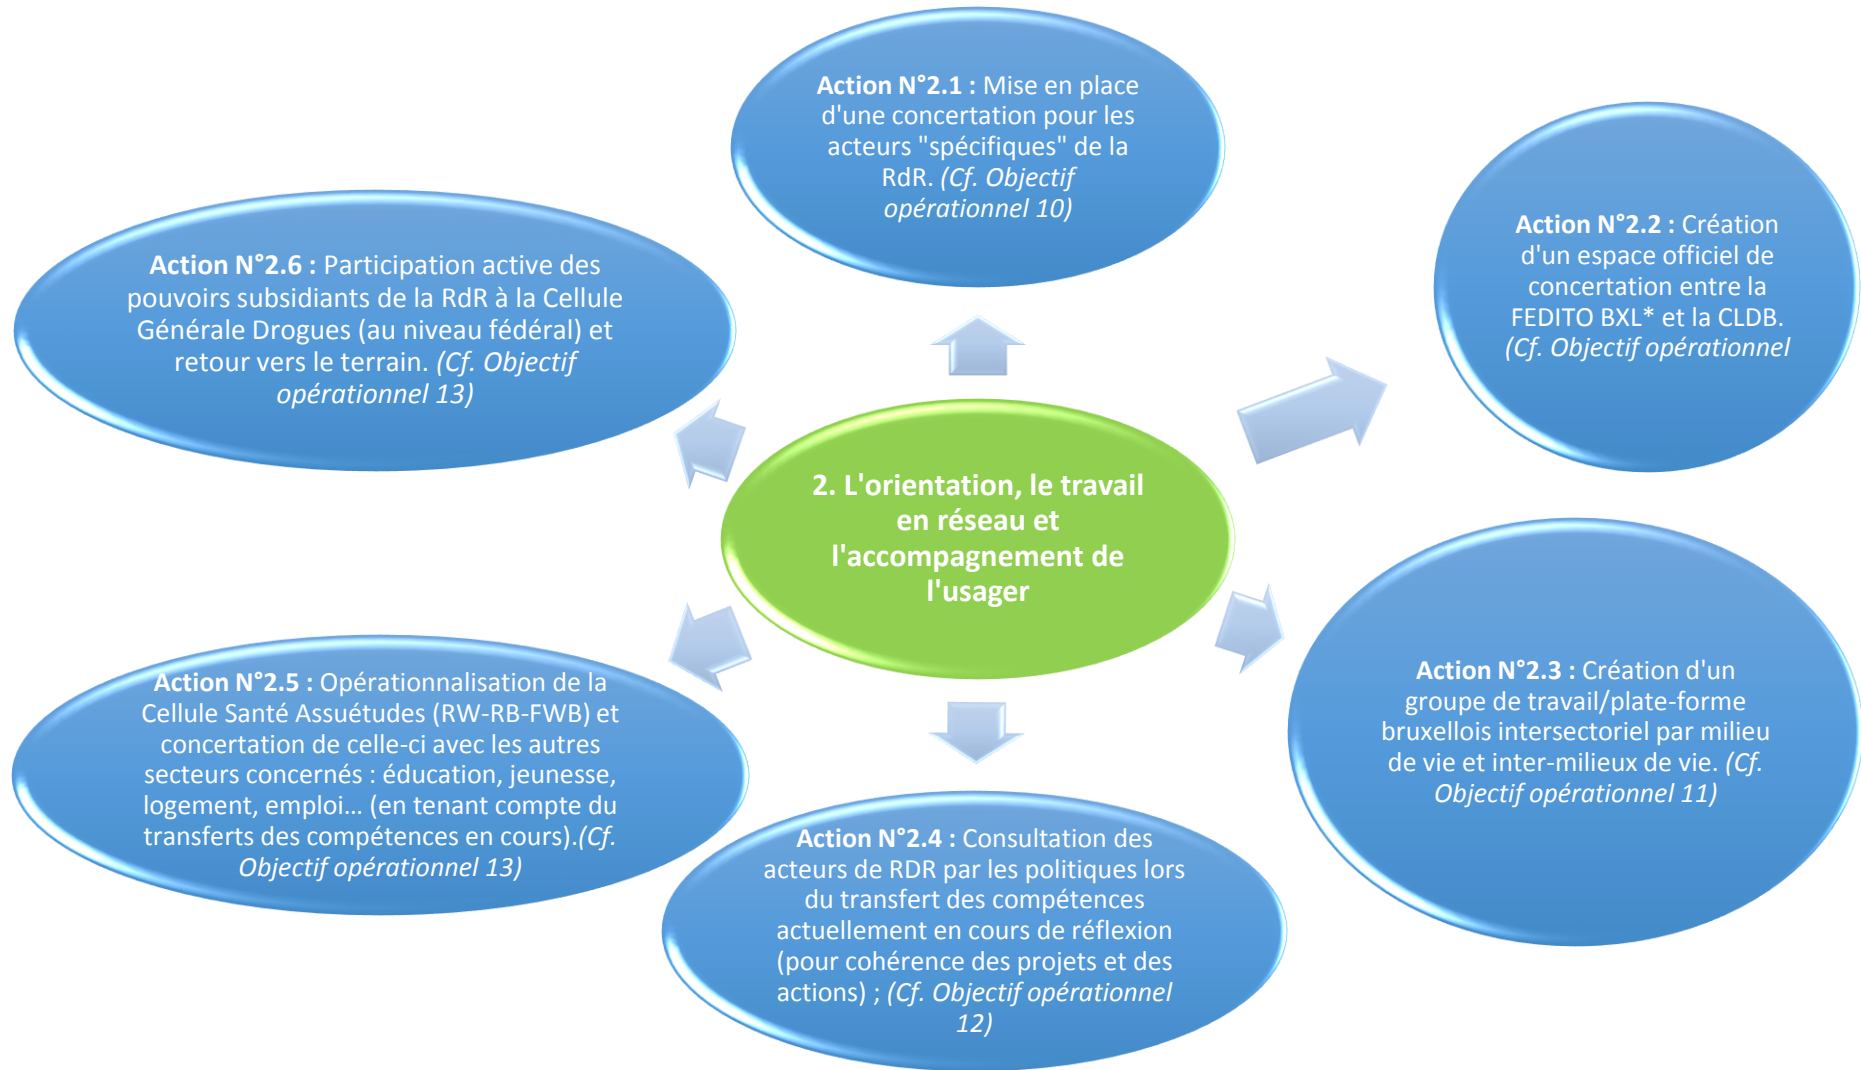 Action N°2.1 : Mise en place
d'une concertation pour les
acteurs "spécifiques" de la
RdR. (Cf. Objectif
opérationnel 10)
Action N°2.2 : Création
d'un espace officiel de
concertation entre la
FEDITO BXL* et la CLDB.
(Cf. Objectif opérationnel
Action N°2.6 : Participation active des
pouvoirs subsidiants de la RdR à la Cellule
Générale Drogues (au niveau fédéral) et
retour vers le terrain. (Cf. Objectif
opérationnel 13)
2. L'orientation, le travail
en réseau et
l'accompagnement de
l'usager
Action N°2.3 : Création d'un
groupe de travail/plate-forme
bruxellois intersectoriel par milieu
de vie et inter-milieux de vie. (Cf.
Objectif opérationnel 11)
Action N°2.5 : Opérationnalisation de la
Cellule Santé Assuétudes (RW-RB-FWB) et
concertation de celle-ci avec les autres
secteurs concernés : éducation, jeunesse,
logement, emploi… (en tenant compte du
transferts des compétences en cours).(Cf.
Objectif opérationnel 13)
Action N°2.4 : Consultation des
acteurs de RDR par les politiques lors
du transfert des compétences
actuellement en cours de réflexion
(pour cohérence des projets et des
actions) ; (Cf. Objectif opérationnel
12)